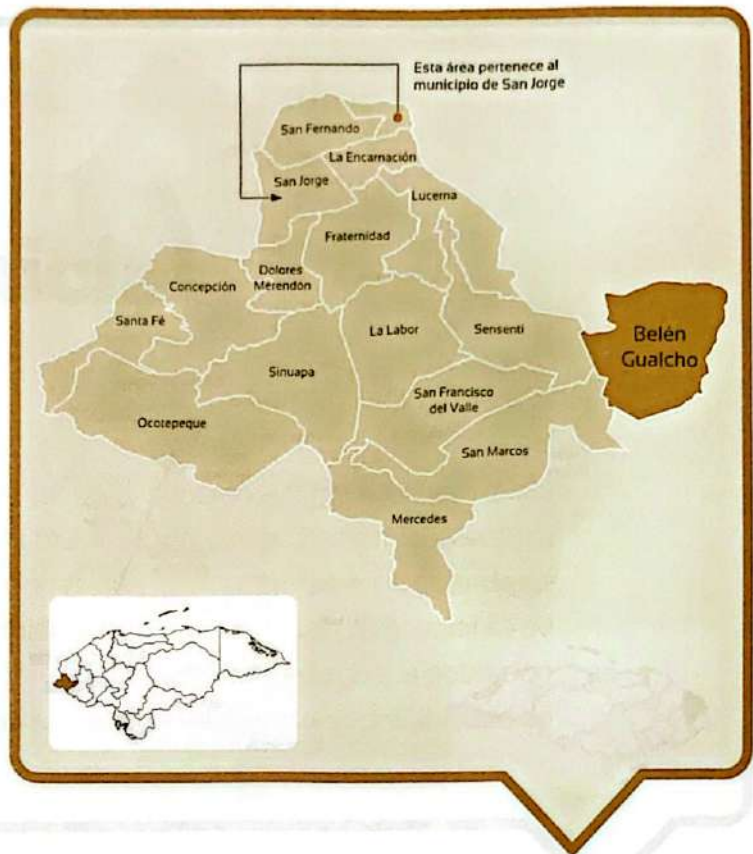 Esta área pertenece al
municipio de San Jorge
San Fernando
La Encarnación
San Jorge
Lucerna
Fraternidad
Dolores
Merendón
Concepción
Santa Fé
La Labor
Sensenti
Belén
Gualcho
Sinuapa
San Francisco
del Valle
Ocotepeque
San Marcos
Mercedes